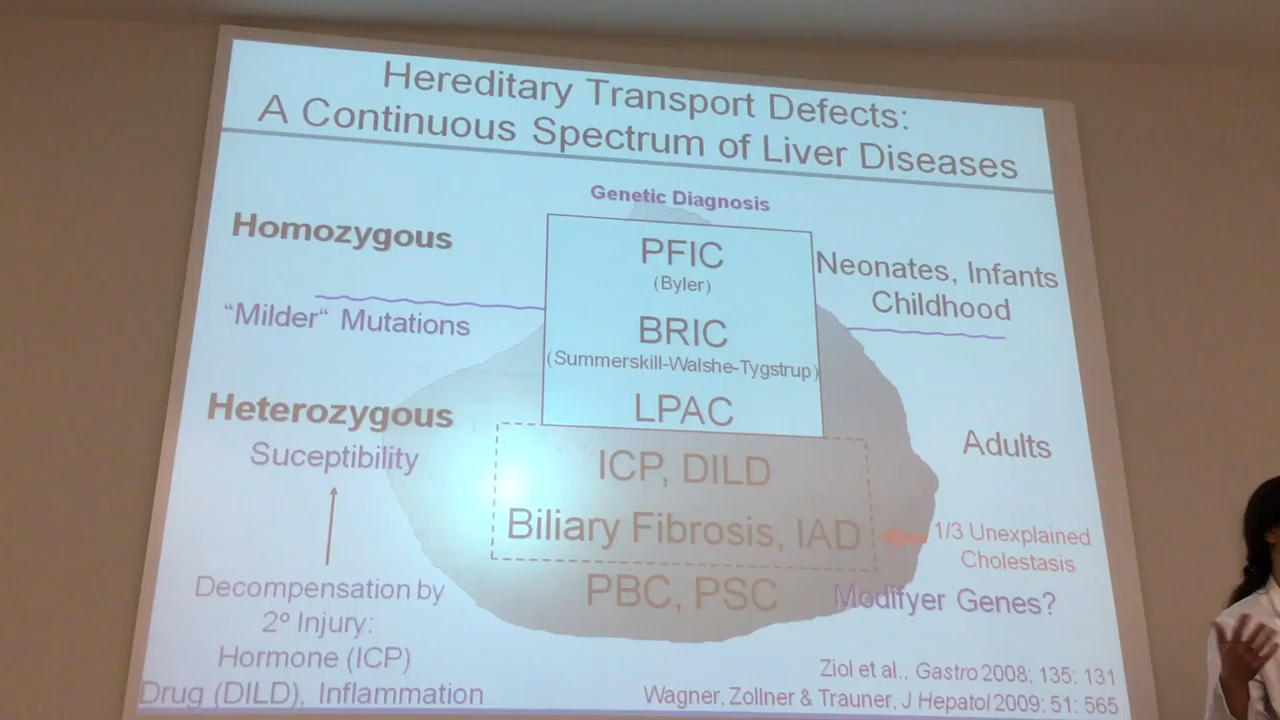 Hereditary Transport Defects:
A Continuous Spectrum of Liver Diseases
Genetic Diagnosis
Homozygous
PFIC
(Byler)
Neonates, Infants
Childhood
“Milder“ Mutations
BRIC
(Summerskill-Walshe-Tygstrup)
LPAC
Heterozygous
Suceptibility
Adults
ICP, DILD
Biliary Fibrosis, IAD
1/3 Unexplained
Cholestasis
PBC, PSC
Modifyer Genes?
Decompensation by
2º Injury:
Hormone (ICP)
Drug (DILD), Inflammation
Ziol et al., Gastro 2008; 135: 131
Wagner, Zollner & Trauner, J Hepatol 2009; 51: 565